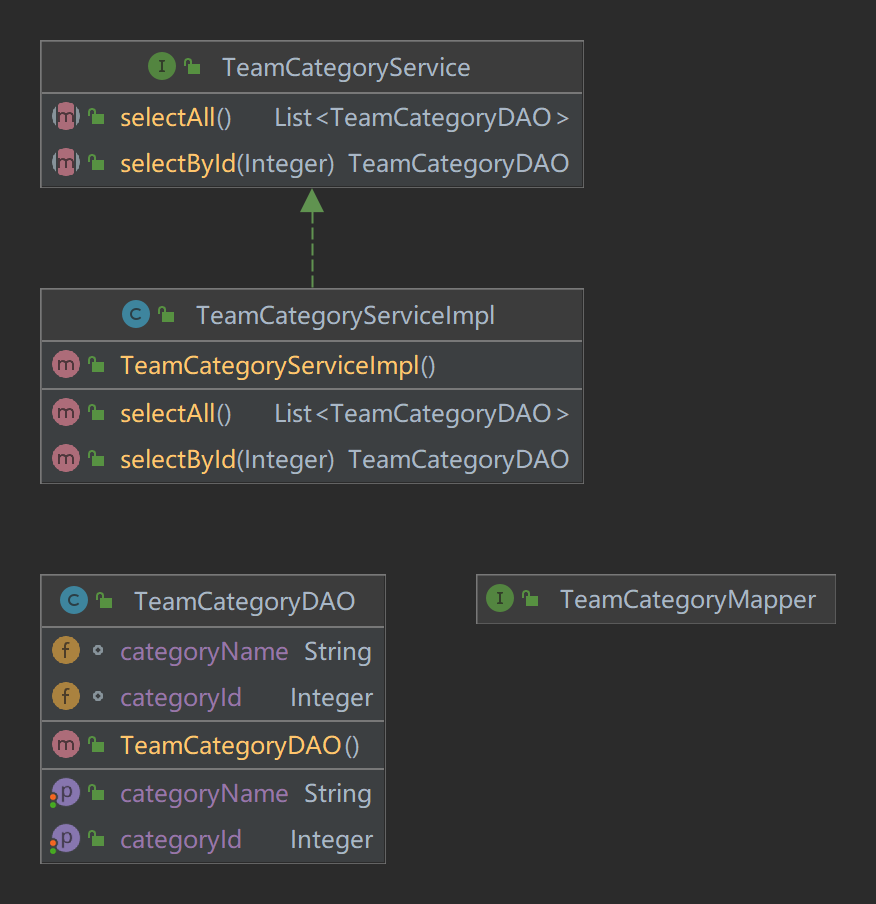 I TeamCategoryService
m selectAll() List<TeamCategoryDAO>
m selectById(Integer) TeamCategoryDAO
C TeamCategoryServiceImpl
m TeamCategoryServiceImpl()
m selectAll() List<TeamCategoryDAO>
m selectById(Integer) TeamCategoryDAO
C TeamCategoryDAO
f categoryName String
f categoryId Integer
m TeamCategoryDAO()
p categoryName String
p categoryId Integer
I TeamCategoryMapper